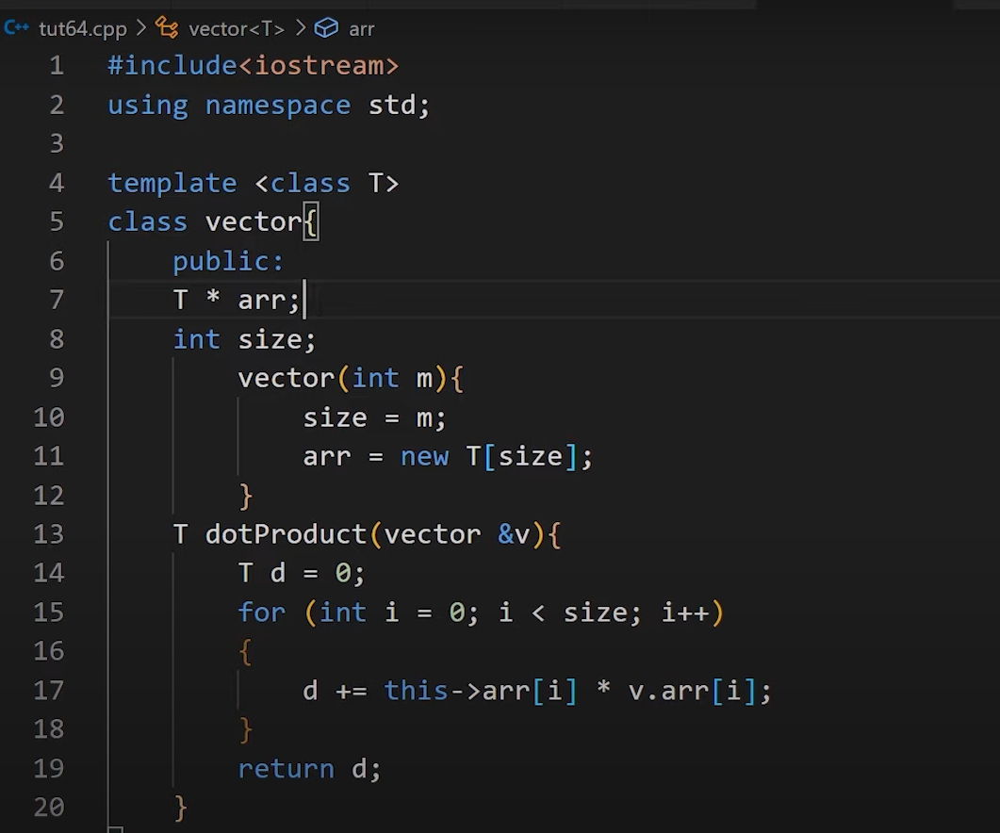 C++ tut64.cpp > vector<T> > arr
1 #include<iostream>
2 using namespace std;
3
4 template <class T>
5 class vector{
6     public:
7     T * arr;
8     int size;
9         vector(int m){
10             size = m;
11             arr = new T[size];
12         }
13     T dotProduct(vector &v){
14         T d = 0;
15         for (int i = 0; i < size; i++)
16         {
17             d += this->arr[i] * v.arr[i];
18         }
19         return d;
20     }